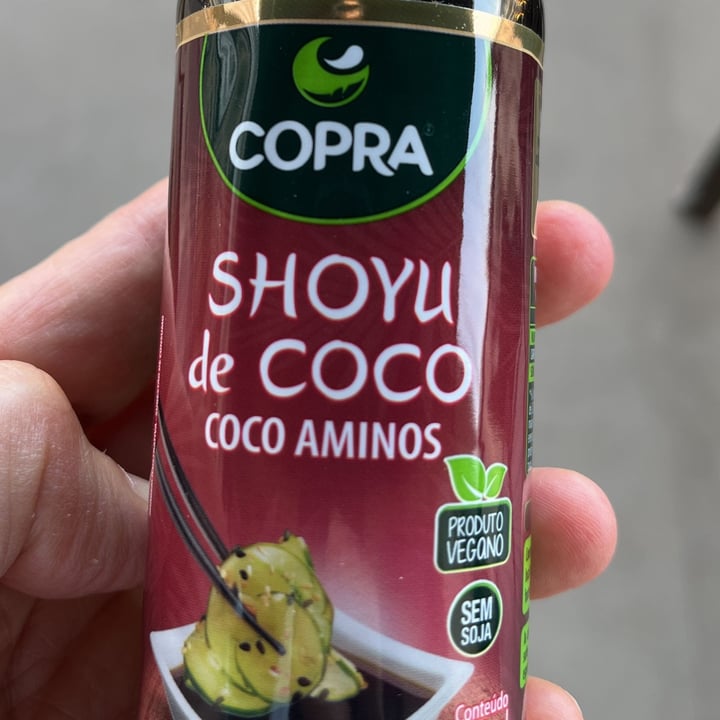 COPRA
SHOYU
de COCO
COCO AMINOS
PRODUTO
VEGANO
SEM
SOJA
Conteúdo